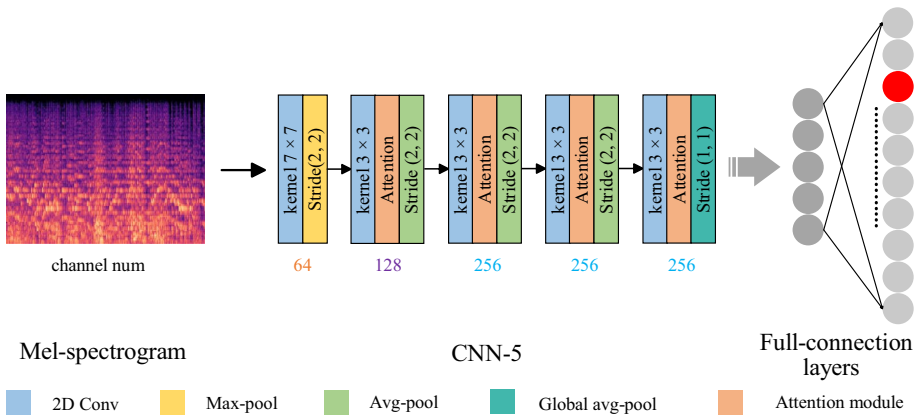 kernel 7 × 7
Stride(2, 2)
kernel 3 × 3
Attention
Stride (2, 2)
kernel 3 × 3
Attention
Stride (2, 2)
kernel 3 × 3
Attention
Stride (2, 2)
kernel 3 × 3
Attention
Stride (1, 1)
channel num
64
128
256
256
256
Mel-spectrogram
CNN-5
Full-connection
layers
2D Conv
Max-pool
Avg-pool
Global avg-pool
Attention module